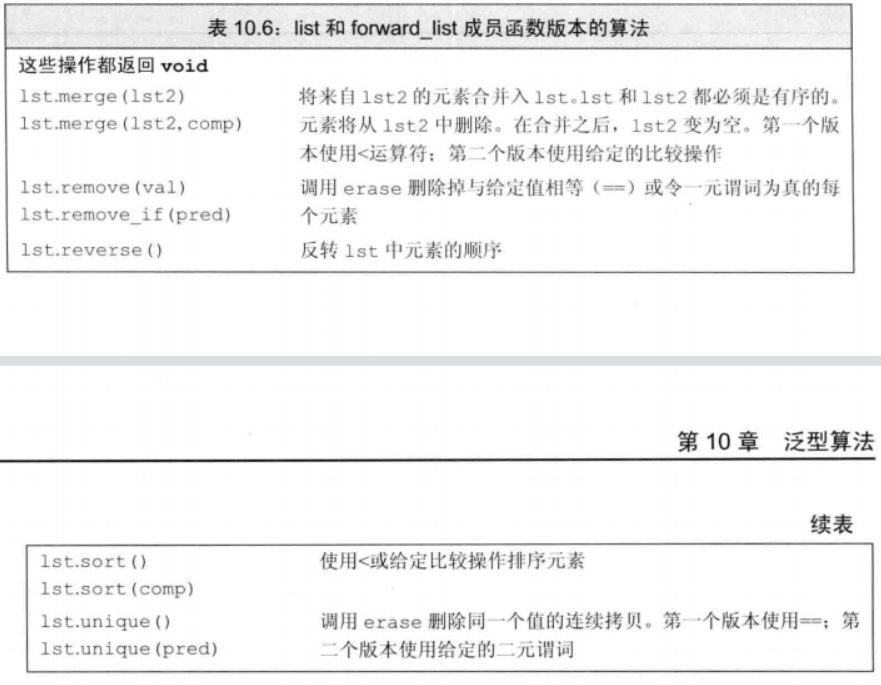 表 10.6：list 和 forward_list 成员函数版本的算法
这些操作都返回 void
lst.merge(lst2)
将来自 lst2 的元素合并入 lst。lst 和 lst2 都必须是有序的。
lst.merge(lst2,comp)
元素将从 lst2 中删除。在合并之后，lst2 变为空。第一个版
本使用<运算符；第二个版本使用给定的比较操作
lst.remove(val)
调用 erase 删除掉与给定值相等（==）或令一元谓词为真的每
lst.remove_if(pred)
个元素
lst.reverse()
反转 lst 中元素的顺序
第 10 章 泛型算法
续表
lst.sort()
使用<或给定比较操作排序元素
lst.sort(comp)
lst.unique()
调用 erase 删除同一个值的连续拷贝。第一个版本使用==；第
lst.unique(pred)
二个版本使用给定的二元谓词